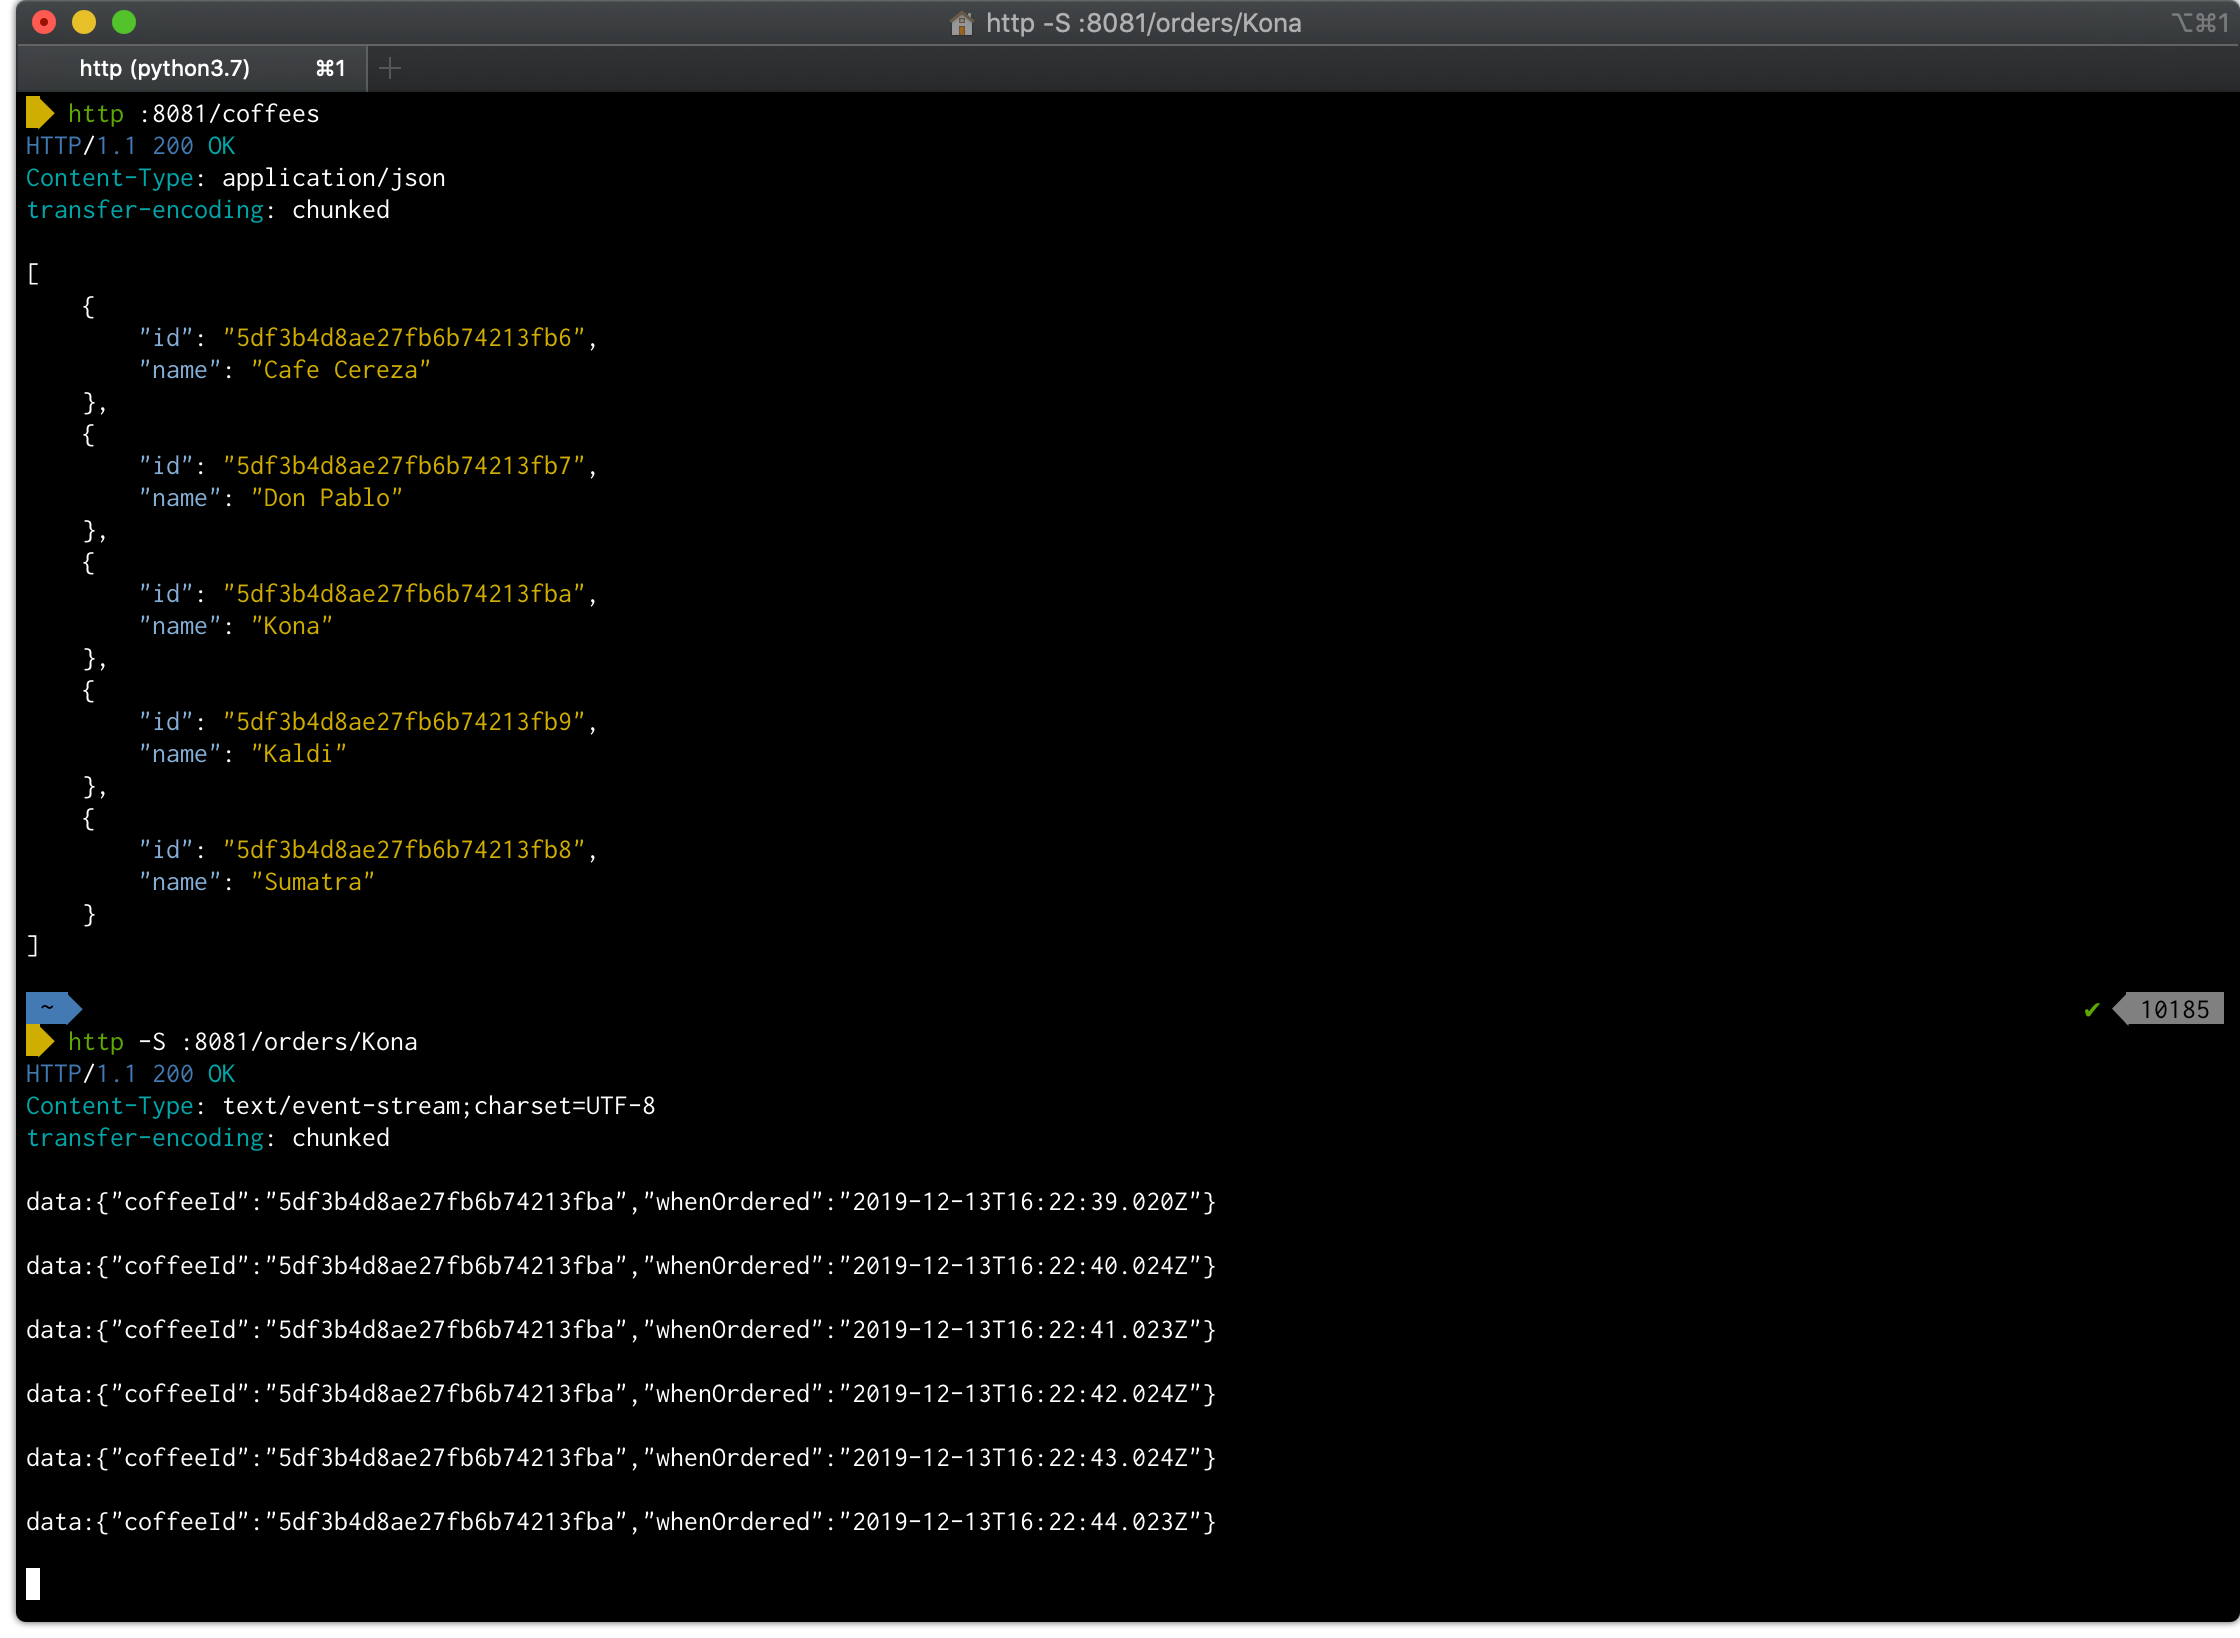 http -S :8081/orders/Kona ⌥⌘1
http (python3.7) ⌘1 +
http :8081/coffees
HTTP/1.1 200 OK
Content-Type: application/json
transfer-encoding: chunked
[
    {
        "id": "5df3b4d8ae27fb6b74213fb6",
        "name": "Cafe Cereza"
    },
    {
        "id": "5df3b4d8ae27fb6b74213fb7",
        "name": "Don Pablo"
    },
    {
        "id": "5df3b4d8ae27fb6b74213fba",
        "name": "Kona"
    },
    {
        "id": "5df3b4d8ae27fb6b74213fb9",
        "name": "Kaldi"
    },
    {
        "id": "5df3b4d8ae27fb6b74213fb8",
        "name": "Sumatra"
    }
]
~ ✔ 10185
http -S :8081/orders/Kona
HTTP/1.1 200 OK
Content-Type: text/event-stream;charset=UTF-8
transfer-encoding: chunked
data:{"coffeeId":"5df3b4d8ae27fb6b74213fba","whenOrdered":"2019-12-13T16:22:39.020Z"}
data:{"coffeeId":"5df3b4d8ae27fb6b74213fba","whenOrdered":"2019-12-13T16:22:40.024Z"}
data:{"coffeeId":"5df3b4d8ae27fb6b74213fba","whenOrdered":"2019-12-13T16:22:41.023Z"}
data:{"coffeeId":"5df3b4d8ae27fb6b74213fba","whenOrdered":"2019-12-13T16:22:42.024Z"}
data:{"coffeeId":"5df3b4d8ae27fb6b74213fba","whenOrdered":"2019-12-13T16:22:43.024Z"}
data:{"coffeeId":"5df3b4d8ae27fb6b74213fba","whenOrdered":"2019-12-13T16:22:44.023Z"}